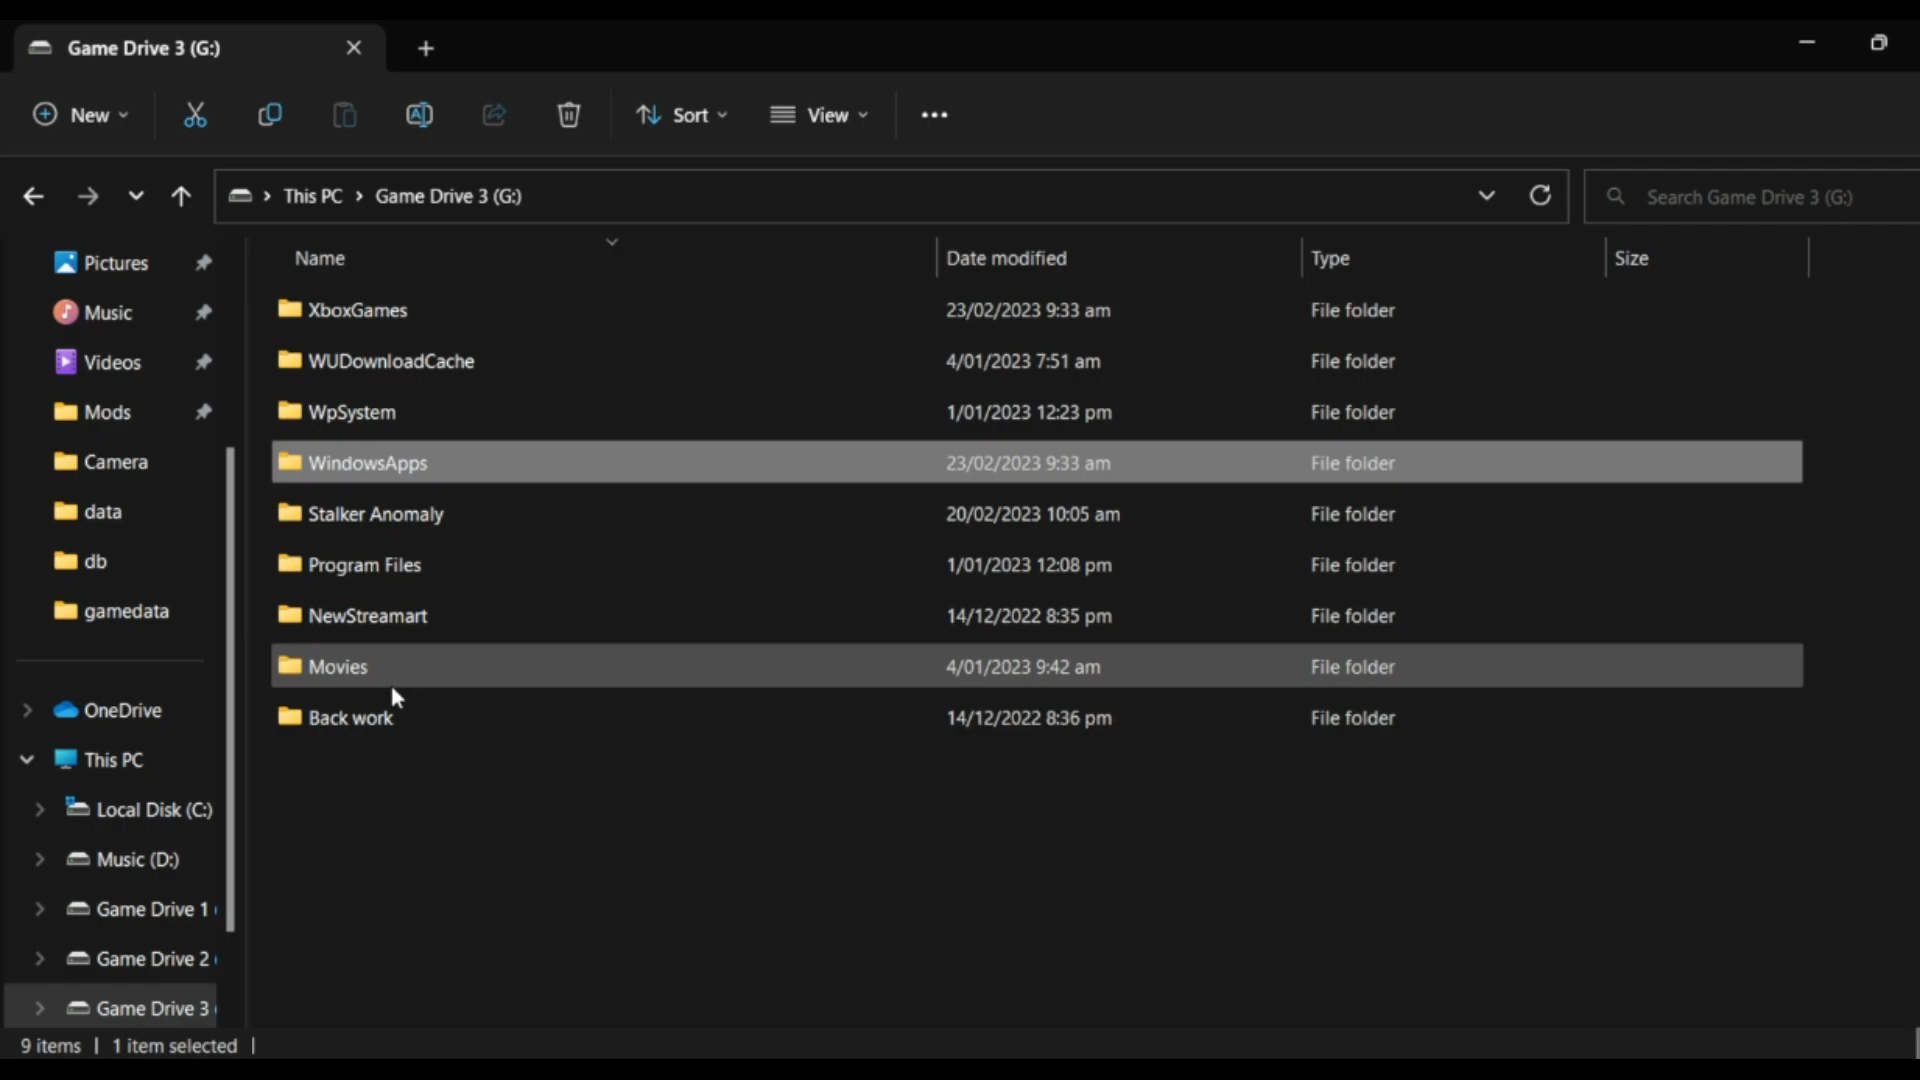 Game Drive 3 (G:)
New
Sort
View
This PC > Game Drive 3 (G:)
Search Game Drive 3 (G:)
Name Date modified Type Size
Pictures
Music
Videos
Mods
Camera
data
db
gamedata
OneDrive
This PC
Local Disk (C:)
Music (D:)
Game Drive 1
Game Drive 2
Game Drive 3
XboxGames 23/02/2023 9:33 am File folder
WUDownloadCache 4/01/2023 7:51 am File folder
WpSystem 1/01/2023 12:23 pm File folder
WindowsApps 23/02/2023 9:33 am File folder
Stalker Anomaly 20/02/2023 10:05 am File folder
Program Files 1/01/2023 12:08 pm File folder
NewStreamart 14/12/2022 8:35 pm File folder
Movies 4/01/2023 9:42 am File folder
Back work 14/12/2022 8:36 pm File folder
9 items | 1 item selected |